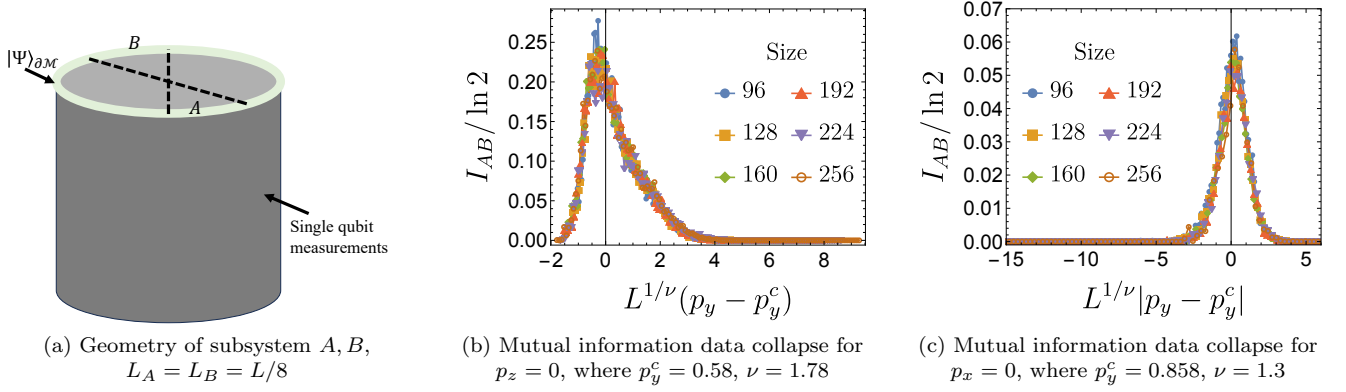 |Ψ⟩∂ℳ
B
A
Single qubit
measurements
(a) Geometry of subsystem A, B,
L_A = L_B = L/8
I_AB / ln 2
0.25
0.20
0.15
0.10
0.05
0.00
Size
96 192
128 224
160 256
−2 0 2 4 6 8
L^{1/ν}(p_y − p_y^c)
(b) Mutual information data collapse for
p_z = 0, where p_y^c = 0.58, ν = 1.78
I_AB / ln 2
0.07
0.06
0.05
0.04
0.03
0.02
0.01
0.00
Size
96 192
128 224
160 256
−15 −10 −5 0 5
L^{1/ν}|p_y − p_y^c|
(c) Mutual information data collapse for
p_x = 0, where p_y^c = 0.858, ν = 1.3